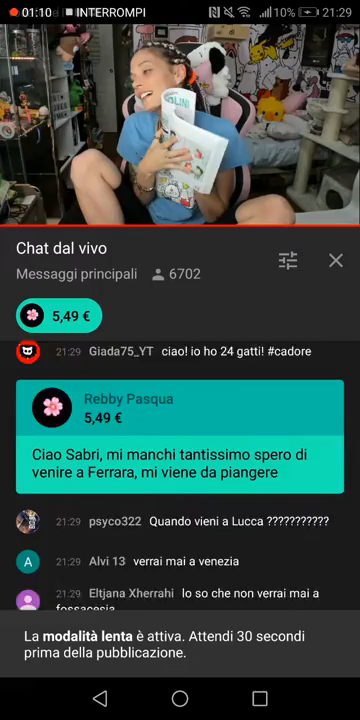 01:10 INTERROMPI 10% 21:29
LINI
Chat dal vivo
Messaggi principali 6702
5,49 €
21:29 Giada75_YT ciao! io ho 24 gatti! #cadore
Rebby Pasqua
5,49 €
Ciao Sabri, mi manchi tantissimo spero di
venire a Ferrara, mi viene da piangere
21:29 psyco322 Quando vieni a Lucca ???????????
A 21:29 Alvi 13 verrai mai a venezia
21:29 Eltjana Xherrahi Io so che non verrai mai a
fossacesia
La modalità lenta è attiva. Attendi 30 secondi
prima della pubblicazione.